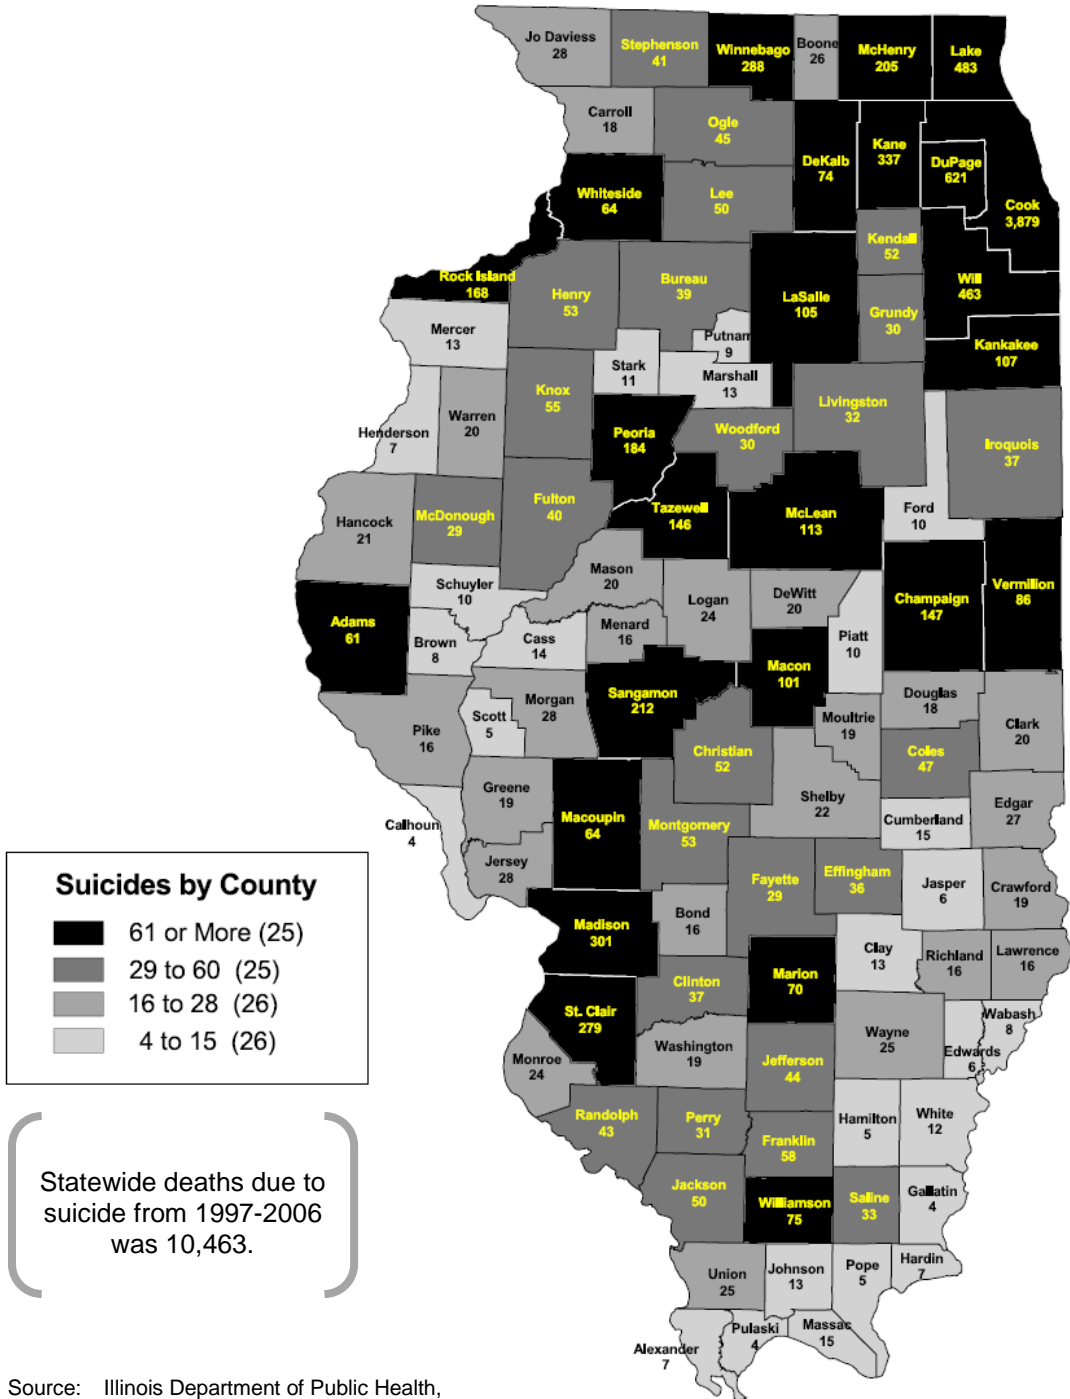 Jo Daviess
28
Stephenson
41
Winnebago
288
Boone
26
McHenry
205
Lake
483
Carroll
18
Ogle
45
DeKalb
74
Kane
337
DuPage
621
Cook
3,879
Whiteside
64
Lee
50
Kendall
52
Rock Island
168
Henry
53
Bureau
39
LaSalle
105
Grundy
30
Will
463
Mercer
13
Putnam
9
Kankakee
107
Stark
11
Marshall
13
Henderson
7
Warren
20
Knox
55
Peoria
184
Woodford
30
Livingston
32
Iroquois
37
Hancock
21
McDonough
29
Fulton
40
Tazewell
146
McLean
113
Ford
10
Schuyler
10
Mason
20
Logan
24
DeWitt
20
Champaign
147
Vermillion
86
Adams
61
Brown
8
Cass
14
Menard
16
Macon
101
Piatt
10
Pike
16
Scott
5
Morgan
28
Sangamon
212
Christian
52
Moultrie
19
Douglas
18
Coles
47
Clark
20
Calhoun
4
Greene
19
Macoupin
64
Montgomery
53
Shelby
22
Cumberland
15
Edgar
27
Jersey
28
Fayette
29
Effingham
36
Jasper
6
Crawford
19
Madison
301
Bond
16
Marion
70
Clay
13
Richland
16
Lawrence
16
St. Clair
279
Clinton
37
Wayne
25
Edwards
6
Wabash
8
Monroe
24
Washington
19
Jefferson
44
Randolph
43
Perry
31
Franklin
58
Hamilton
5
White
12
Jackson
50
Williamson
75
Saline
33
Gallatin
4
Union
25
Johnson
13
Pope
5
Hardin
7
Alexander
7
Pulaski
4
Massac
15
Suicides by County
61 or More (25)
29 to 60 (25)
16 to 28 (26)
4 to 15 (26)
Statewide deaths due to
suicide from 1997-2006
was 10,463.
Source: Illinois Department of Public Health,